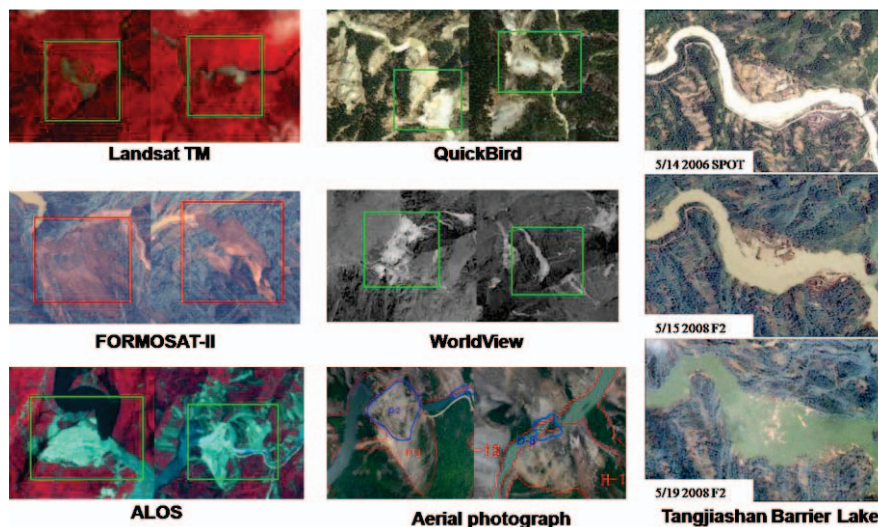 Landsat TM
QuickBird
5/14 2006 SPOT
FORMOSAT-II
WorldView
5/15 2008 F2
ALOS
Aerial photograph
5/19 2008 F2
Tangjiashan Barrier Lake